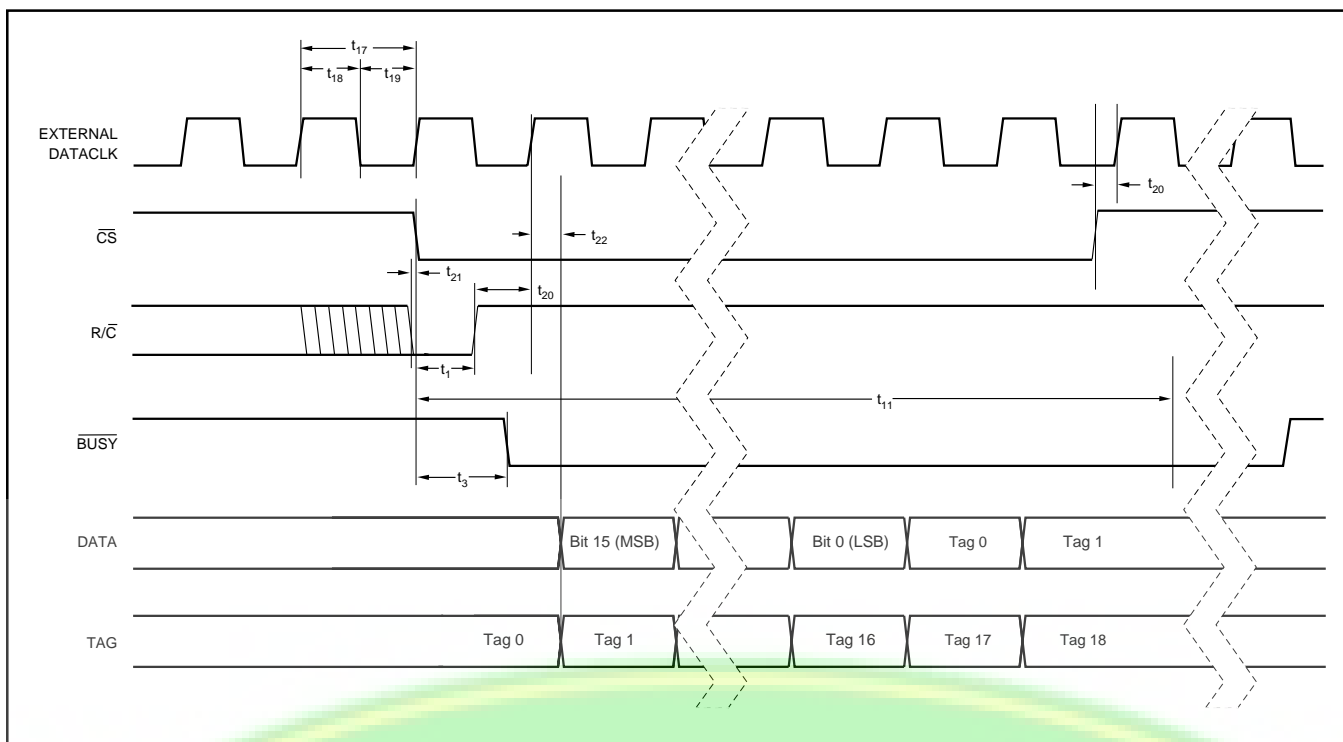 t17
t18 t19
EXTERNAL
DATACLK
t20
CS
t22
t21
t20
R/C
t1
t11
BUSY
t3
DATA Bit 15 (MSB) Bit 0 (LSB) Tag 0 Tag 1
TAG Tag 0 Tag 1 Tag 16 Tag 17 Tag 18